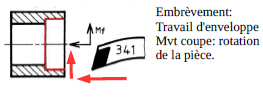 Mf
341
Embrèvement:
Travail d'enveloppe
Mvt coupe: rotation
de la pièce.